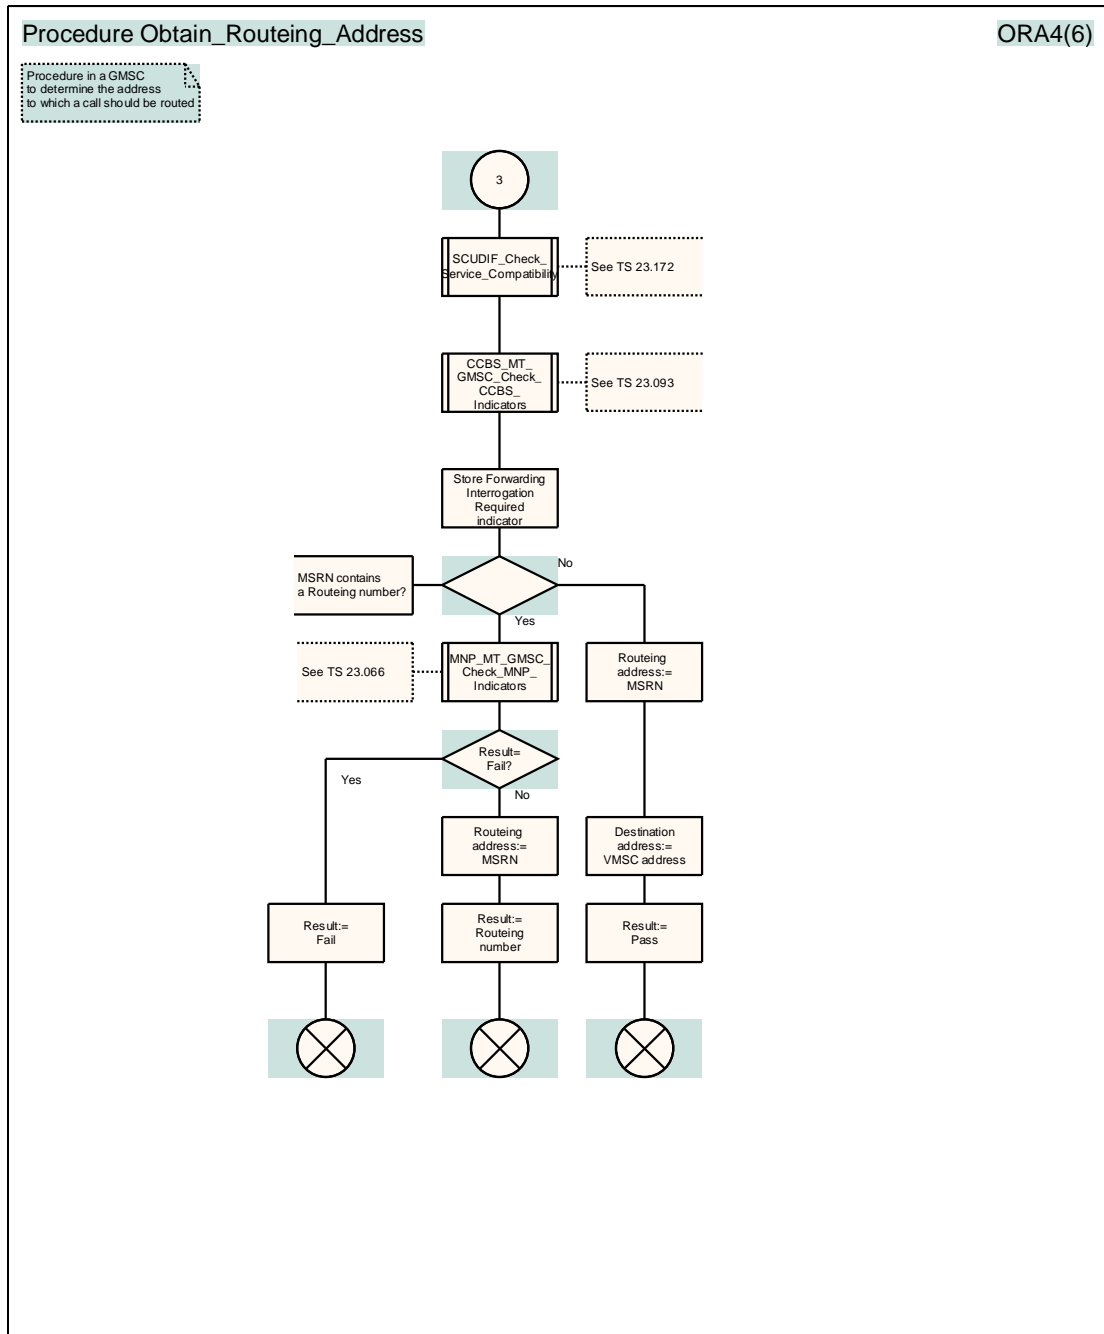 Procedure Obtain_Routeing_Address
ORA4(6)
Procedure in a GMSC
to determine the address
to which a call should be routed
3
SCUDIF_Check_
Service_Compatibility
See TS 23.172
CCBS_MT_
GMSC_Check_
CCBS_
Indicators
See TS 23.093
Store Forwarding
Interrogation
Required
indicator
No
MSRN contains
a Routeing number?
Yes
See TS 23.066
MNP_MT_GMSC_
Check_MNP_
Indicators
Routeing
address:=
MSRN
Result=
Fail?
Yes
No
Routeing
address:=
MSRN
Destination
address:=
VMSC address
Result:=
Fail
Result:=
Routeing
number
Result:=
Pass